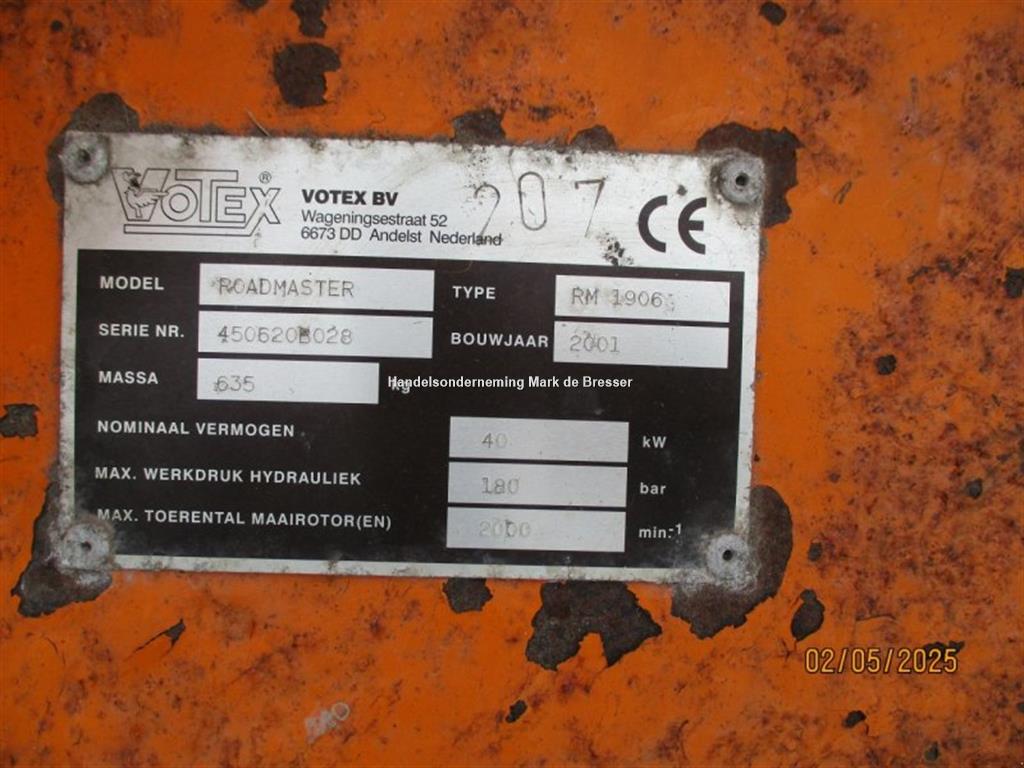 VOTEX ®
VOTEX BV
Wageningsestraat 52
6673 DD Andelst Nederland
207
CE
MODEL ROADMASTER TYPE RM 1906
SERIE NR. BOUWJAAR 2001
MASSA 635 kg
Handelsonderneming Mark de Bresser
NOMINAAL VERMOGEN 40 kW
MAX. WERKDRUK HYDRAULIEK 180 bar
MAX. TOERENTAL MAAIROTOR(EN) 2000 min.-1
02/05/2025